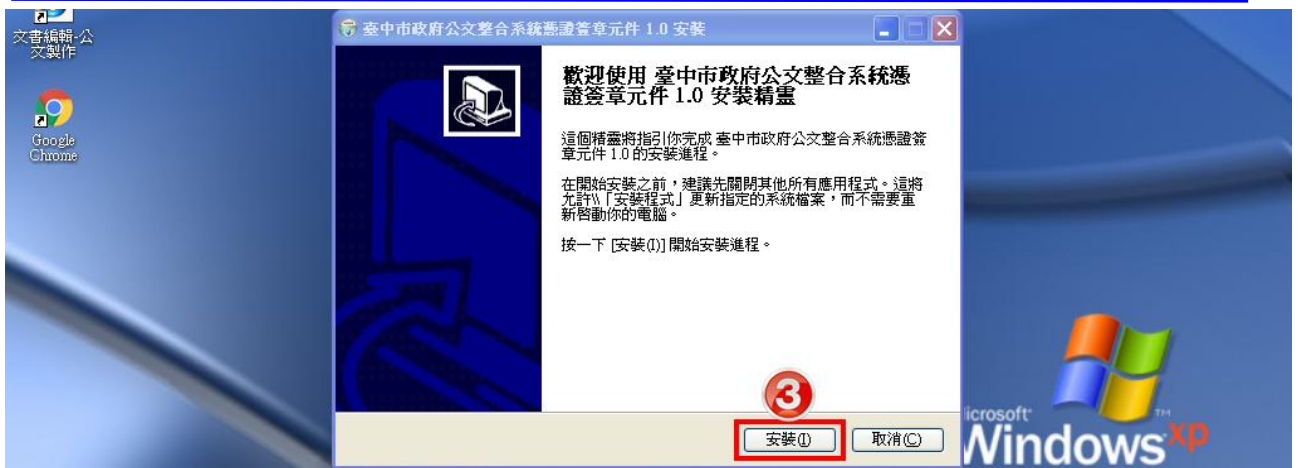 文書編輯-公
文製作
Google
Chrome
臺中市政府公文整合系統憑證簽章元件 1.0 安裝
歡迎使用 臺中市政府公文整合系統憑
證簽章元件 1.0 安裝精靈
這個精靈將指引你完成 臺中市政府公文整合系統憑證簽
章元件 1.0 的安裝進程。
在開始安裝之前，建議先關閉其他所有應用程式。這將
允許\「安裝程式」更新指定的系統檔案，而不需要重
新啟動你的電腦。
按一下 [安裝(I)] 開始安裝進程。
3
安裝(I)
取消(C)
icrosoft
TM
Windows xp